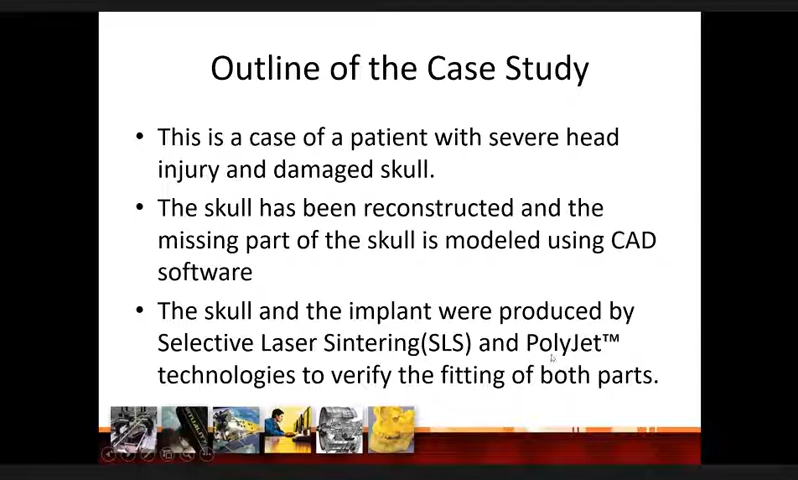 Outline of the Case Study
• This is a case of a patient with severe head
injury and damaged skull.
• The skull has been reconstructed and the
missing part of the skull is modeled using CAD
software
• The skull and the implant were produced by
Selective Laser Sintering(SLS) and PolyJet™
technologies to verify the fitting of both parts.